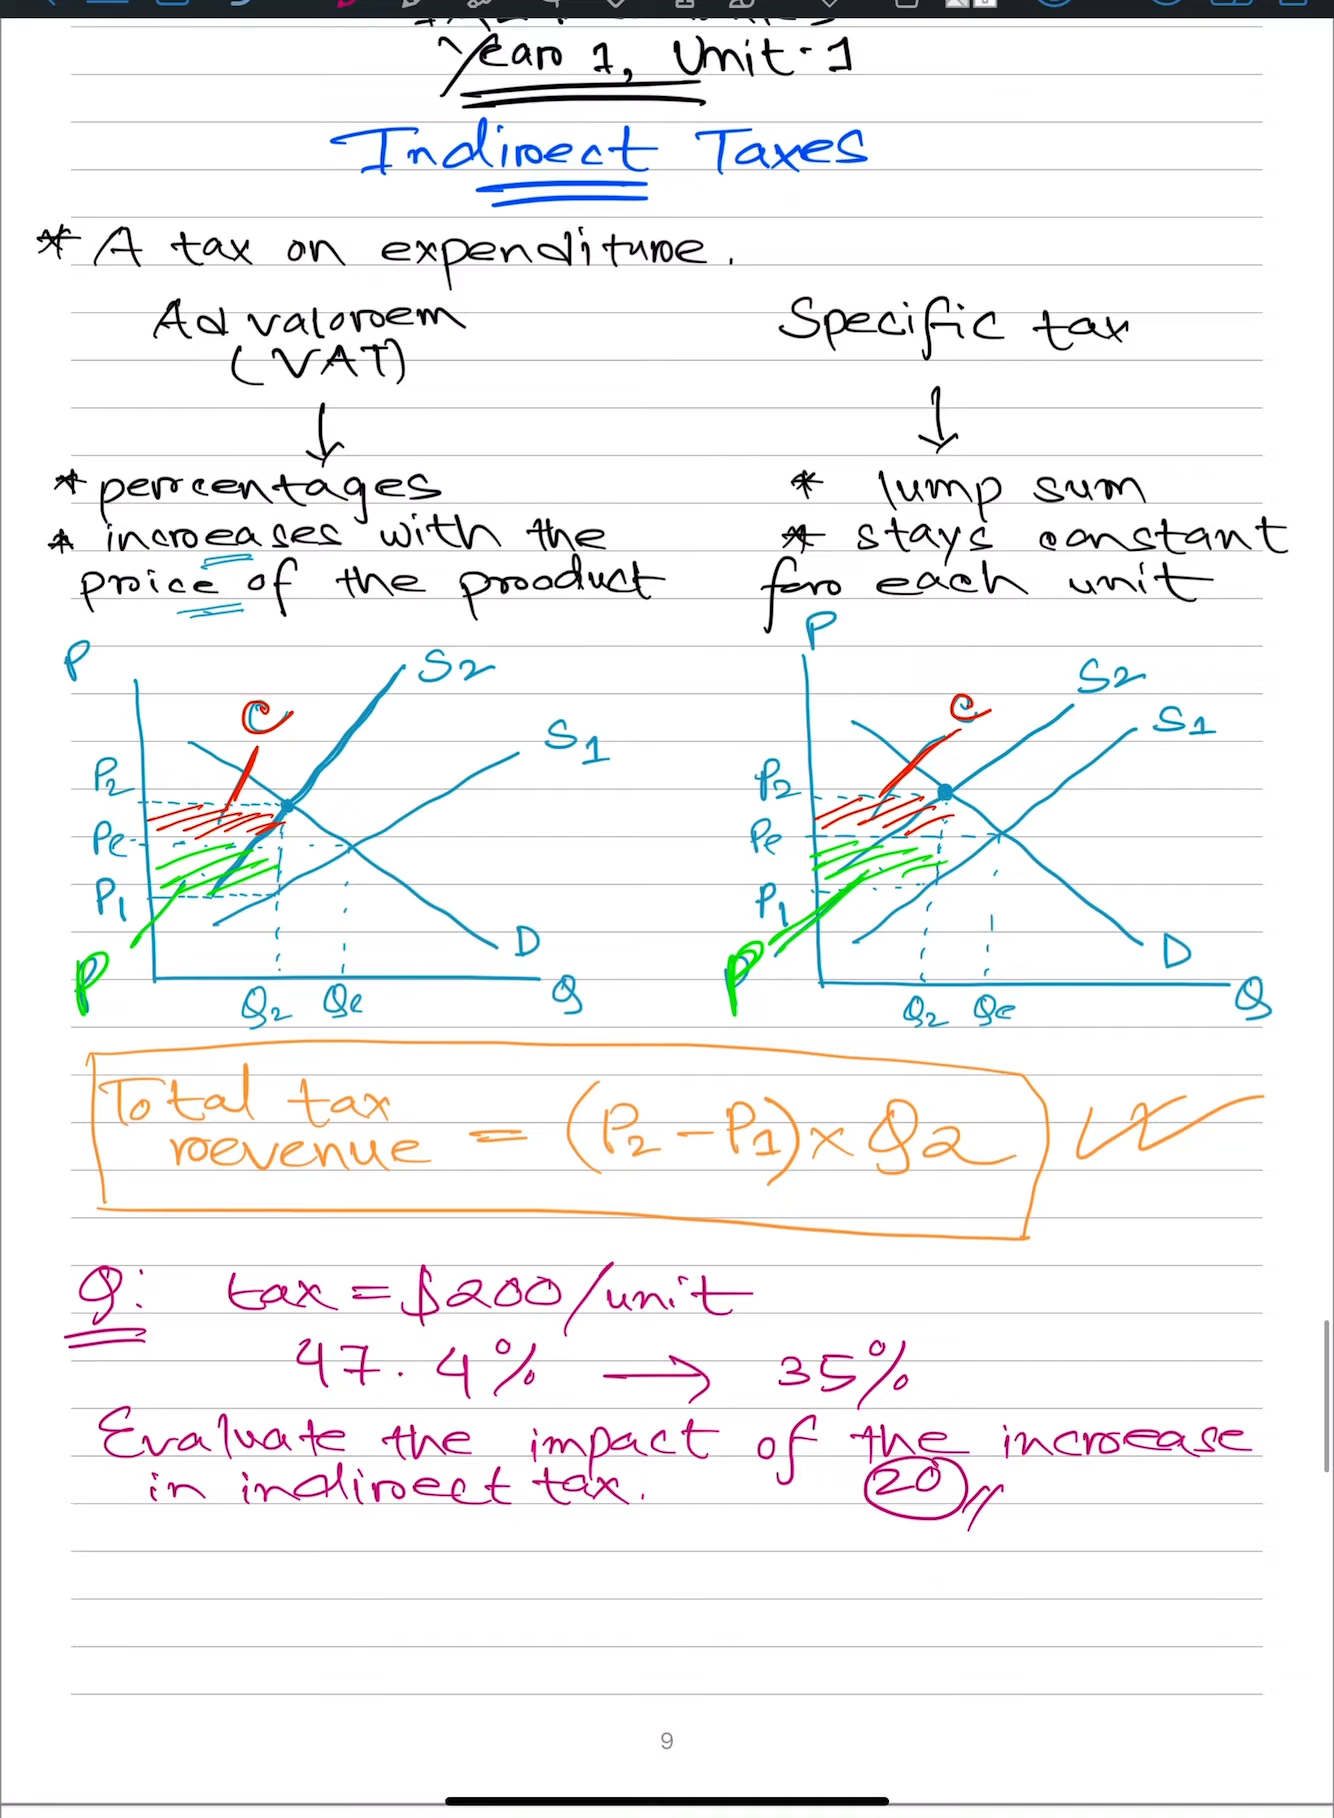 Year 1, Unit-1
Indirect Taxes
* A tax on expenditure.
Ad valorem
(VAT)
Specific tax
* percentages
* increases with the
price of the product
* lump sum
* stays constant
for each unit
P
C
S2
S1
P2
Pe
P1
P
D
Q2
Qe
Q
P
C
S2
S1
P2
Pe
P1
P
D
Q2
Qe
Q
Total tax
revenue = (P2 - P1) x Q2
Q: tax = $200/unit
47.4% → 35%
Evaluate the impact of the increase
in indirect tax. 20
9